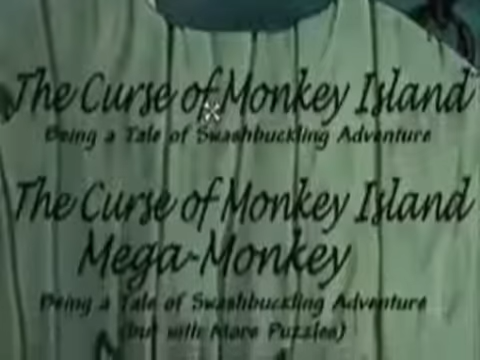 The Curse of Monkey Island
Being a Tale of Swashbuckling Adventure
The Curse of Monkey Island
Mega-Monkey
Being a Tale of Swashbuckling Adventure
(but with More Puzzles)